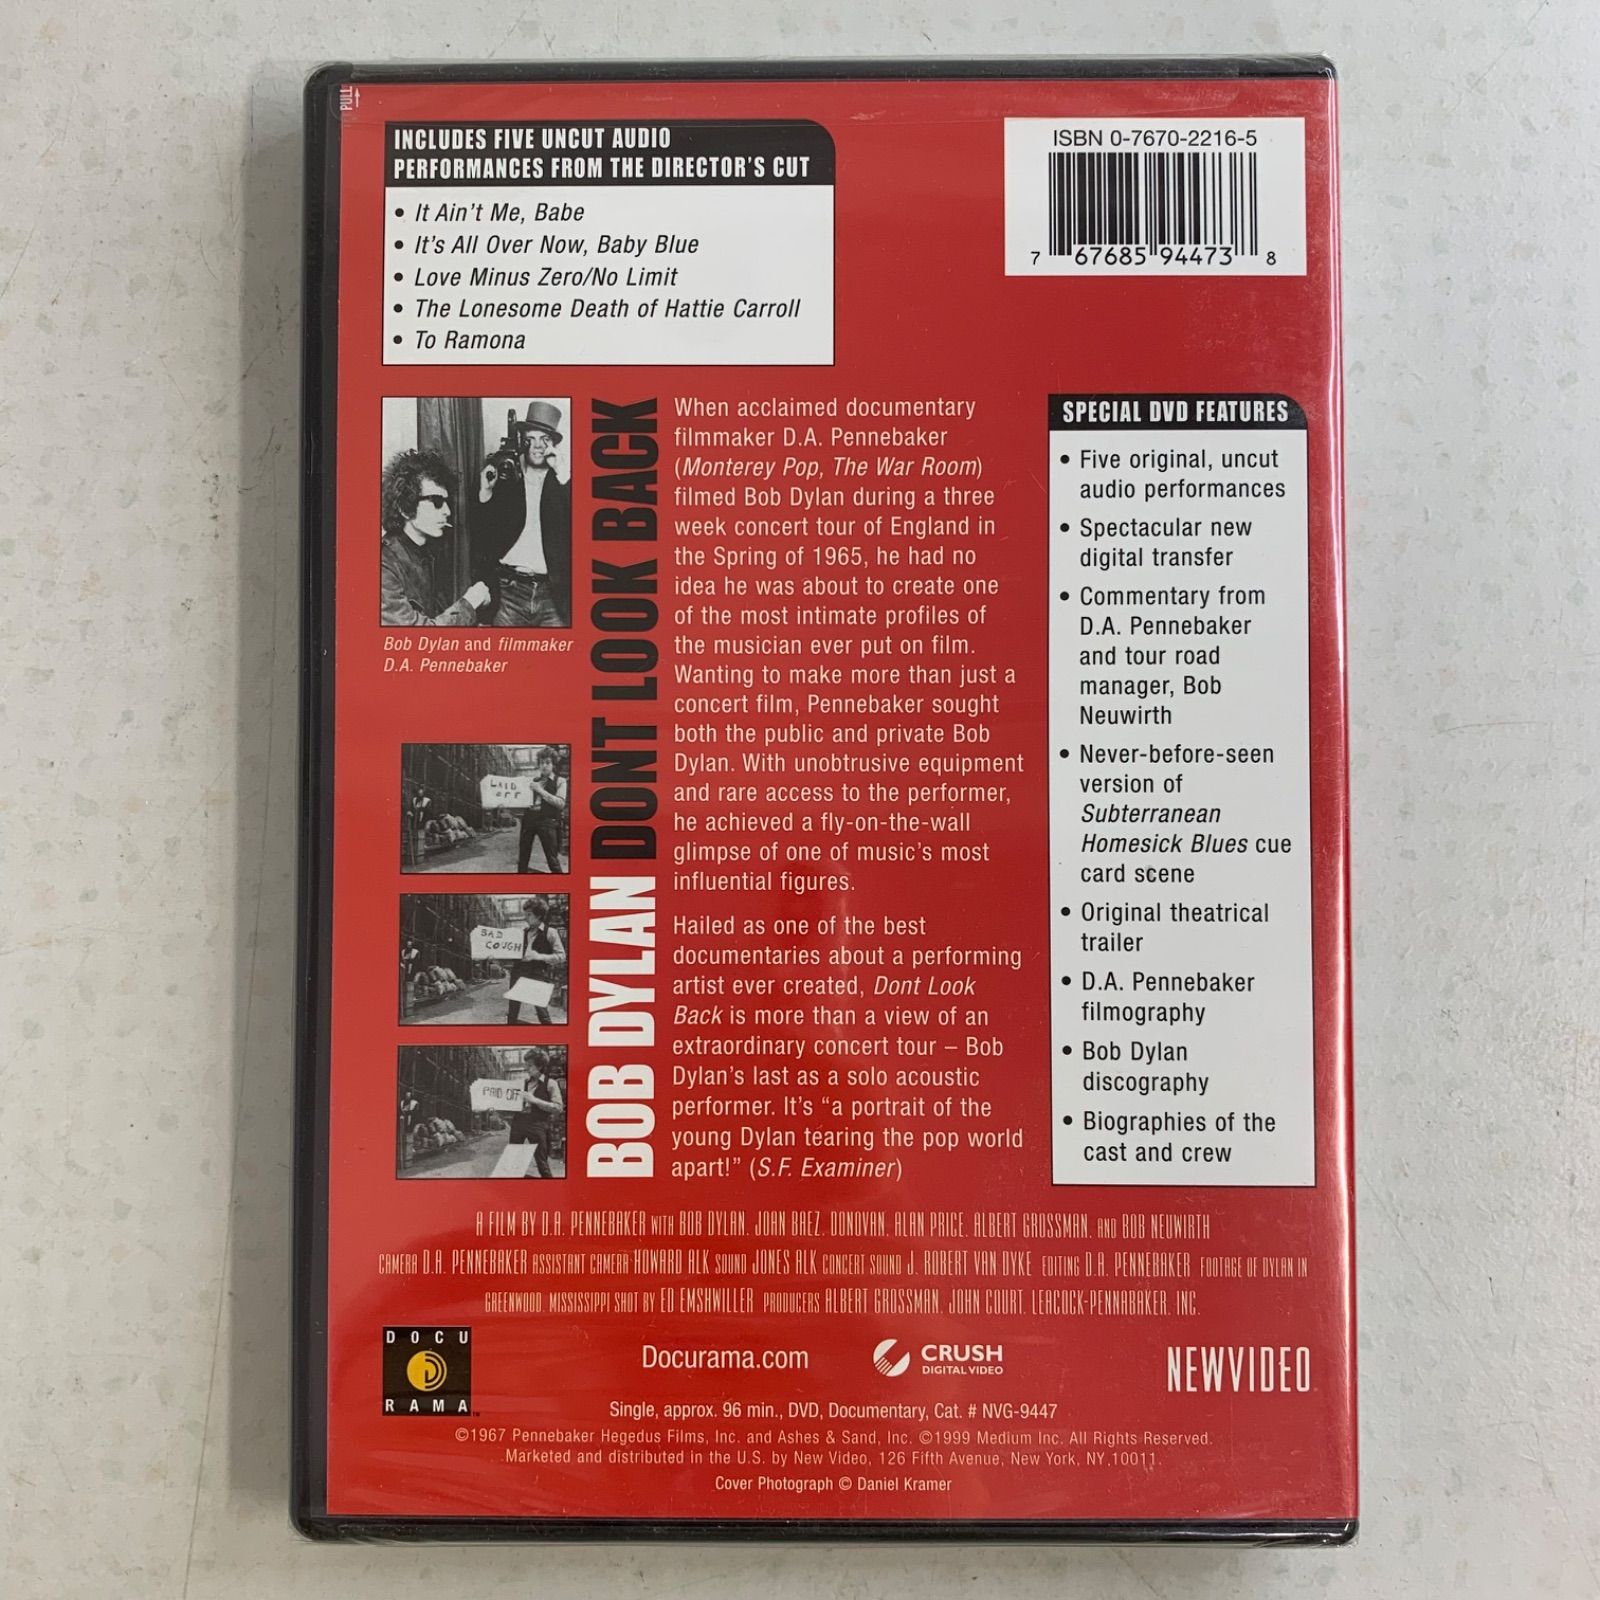 PULL
INCLUDES FIVE UNCUT AUDIO
PERFORMANCES FROM THE DIRECTOR'S CUT
• It Ain't Me, Babe
• It's All Over Now, Baby Blue
• Love Minus Zero/No Limit
• The Lonesome Death of Hattie Carroll
• To Ramona
ISBN 0-7670-2216-5
7 67685 94473 8
Bob Dylan and filmmaker
D.A. Pennebaker
LAID
OFF
BAD
COUGH
PAID OFF
BOB DYLAN DONT LOOK BACK
When acclaimed documentary
filmmaker D.A. Pennebaker
(Monterey Pop, The War Room)
filmed Bob Dylan during a three
week concert tour of England in
the Spring of 1965, he had no
idea he was about to create one
of the most intimate profiles of
the musician ever put on film.
Wanting to make more than just a
concert film, Pennebaker sought
both the public and private Bob
Dylan. With unobtrusive equipment
and rare access to the performer,
he achieved a fly-on-the-wall
glimpse of one of music's most
influential figures.
Hailed as one of the best
documentaries about a performing
artist ever created, Dont Look
Back is more than a view of an
extraordinary concert tour – Bob
Dylan's last as a solo acoustic
performer. It's “a portrait of the
young Dylan tearing the pop world
apart!” (S.F. Examiner)
SPECIAL DVD FEATURES
• Five original, uncut
audio performances
• Spectacular new
digital transfer
• Commentary from
D.A. Pennebaker
and tour road
manager, Bob
Neuwirth
• Never-before-seen
version of
Subterranean
Homesick Blues cue
card scene
• Original theatrical
trailer
• D.A. Pennebaker
filmography
• Bob Dylan
discography
• Biographies of the
cast and crew
A FILM BY D.A. PENNEBAKER WITH BOB DYLAN, JOAN BAEZ, DONOVAN, ALAN PRICE, ALBERT GROSSMAN, AND BOB NEUWIRTH
CAMERA D.A. PENNEBAKER ASSISTANT CAMERA HOWARD ALK SOUND JONES ALK CONCERT SOUND J. ROBERT VAN DYKE EDITING D.A. PENNEBAKER FOOTAGE OF DYLAN IN
GREENWOOD, MISSISSIPPI SHOT BY ED EMSHWILLER PRODUCERS ALBERT GROSSMAN, JOHN COURT, LEACOCK-PENNABAKER, INC.
DOCU
RAMA™
Docurama.com
CRUSH
DIGITAL VIDEO
NEWVIDEO
Single, approx. 96 min., DVD, Documentary, Cat. # NVG-9447
©1967 Pennebaker Hegedus Films, Inc. and Ashes & Sand, Inc. ©1999 Medium Inc. All Rights Reserved.
Marketed and distributed in the U.S. by New Video, 126 Fifth Avenue, New York, NY,10011.
Cover Photograph © Daniel Kramer